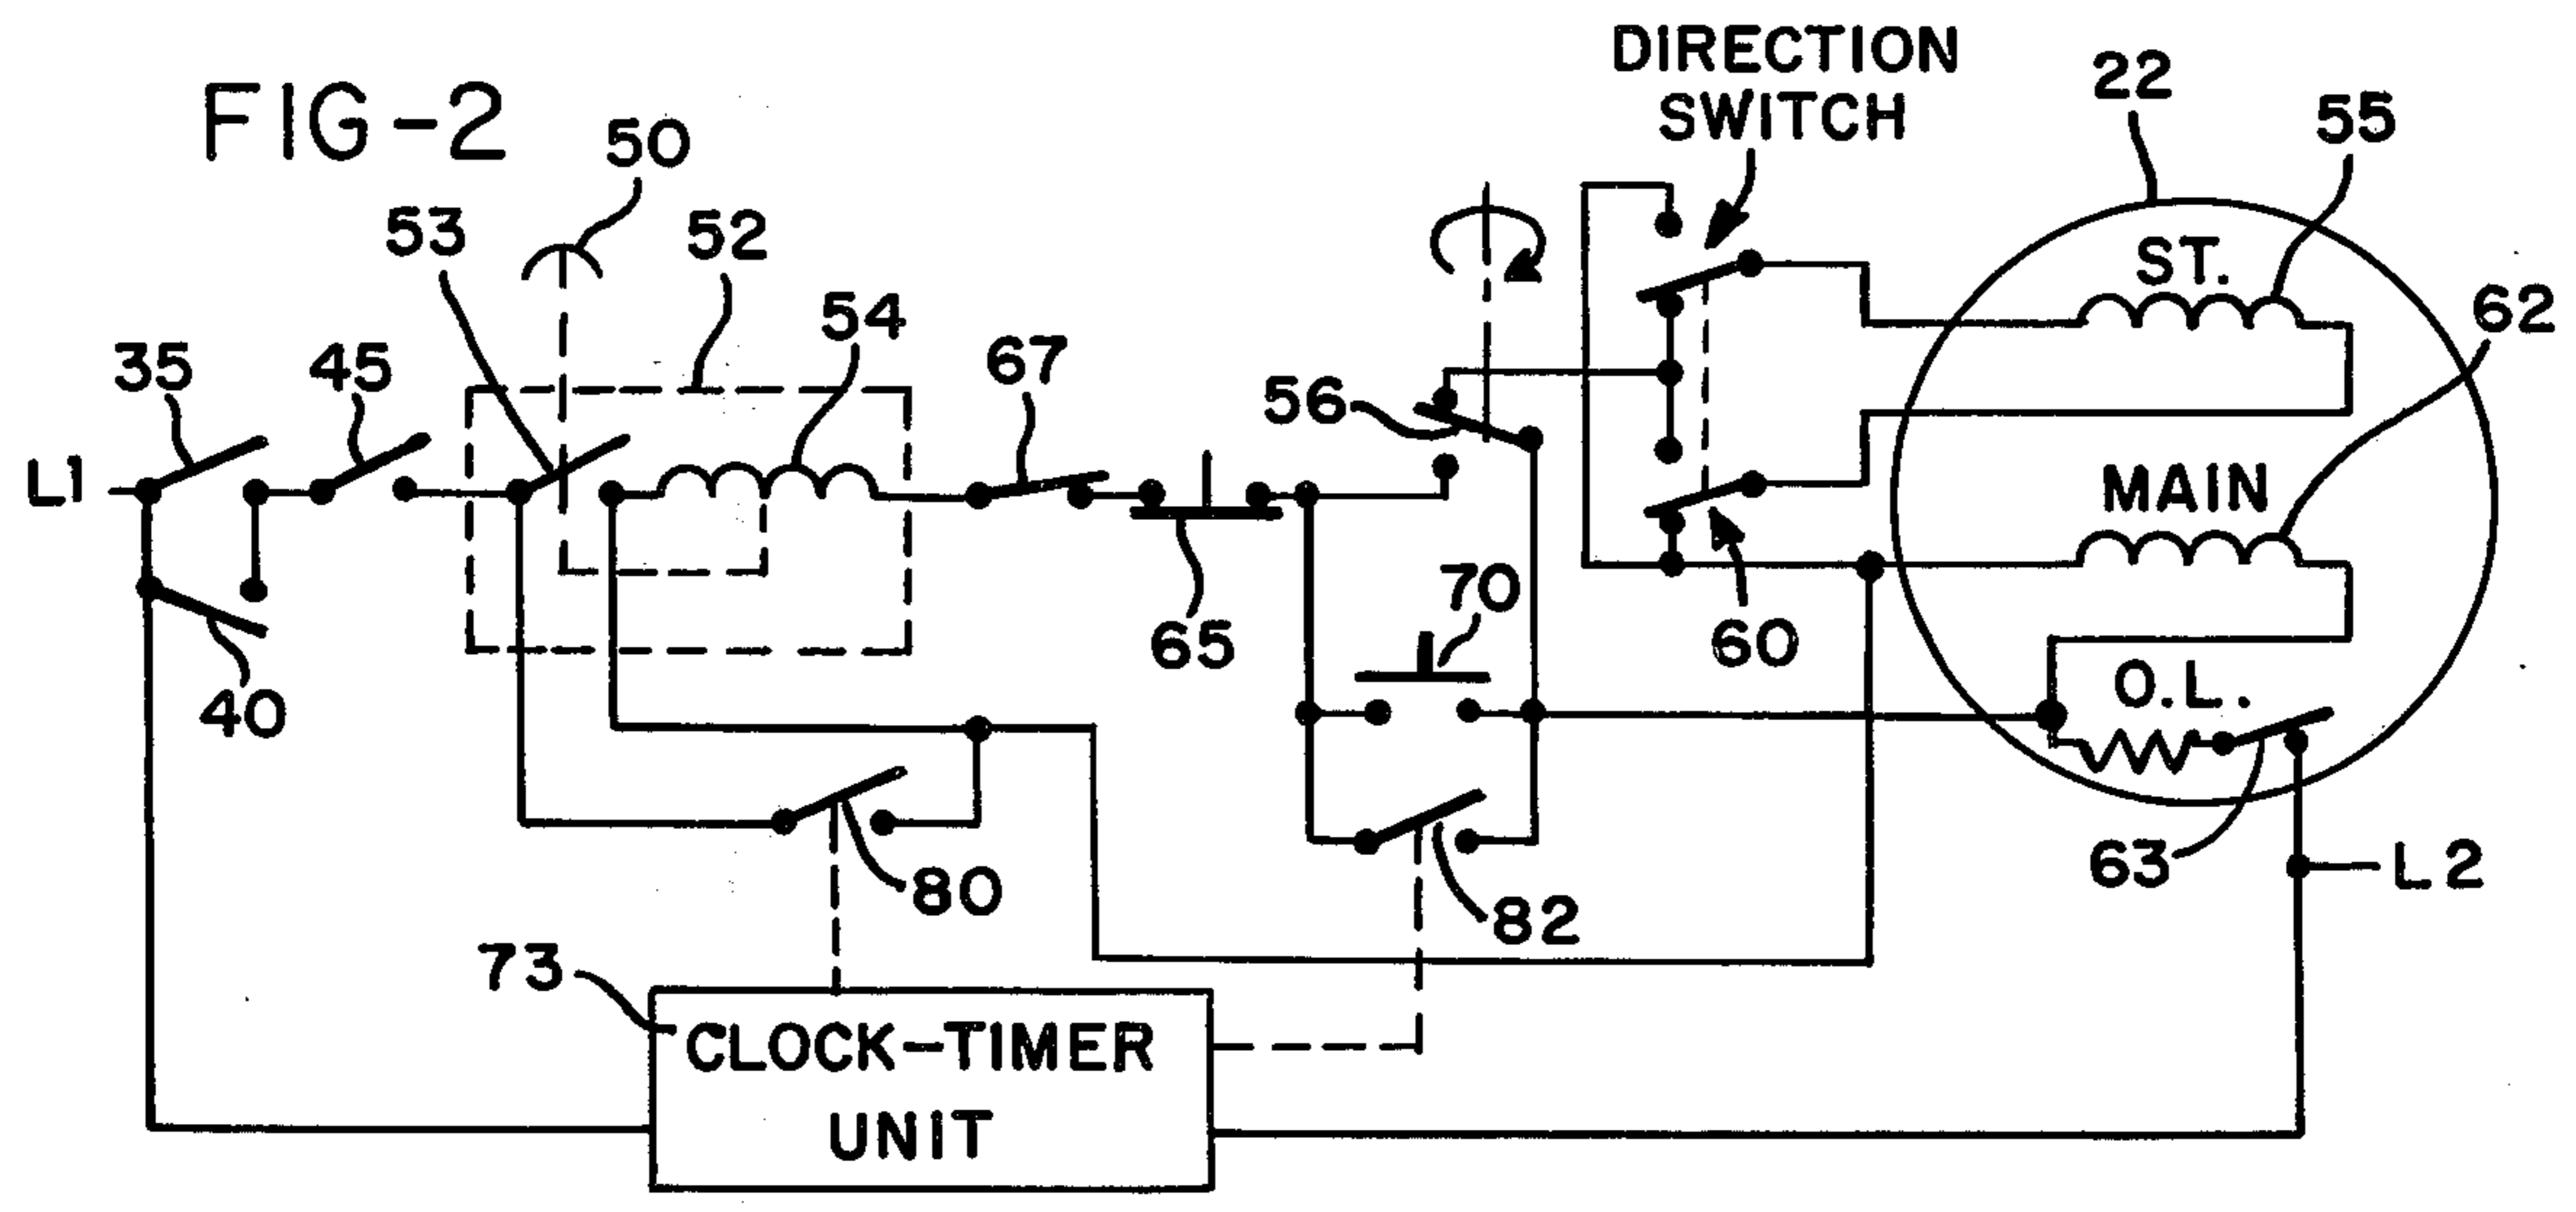 FIG-2
DIRECTION
SWITCH
22
55
50
53
52
ST.
54
62
35
45
67
56
L1
MAIN
70
65
60
40
O.L.
80
82
63
L2
73
CLOCK-TIMER
UNIT